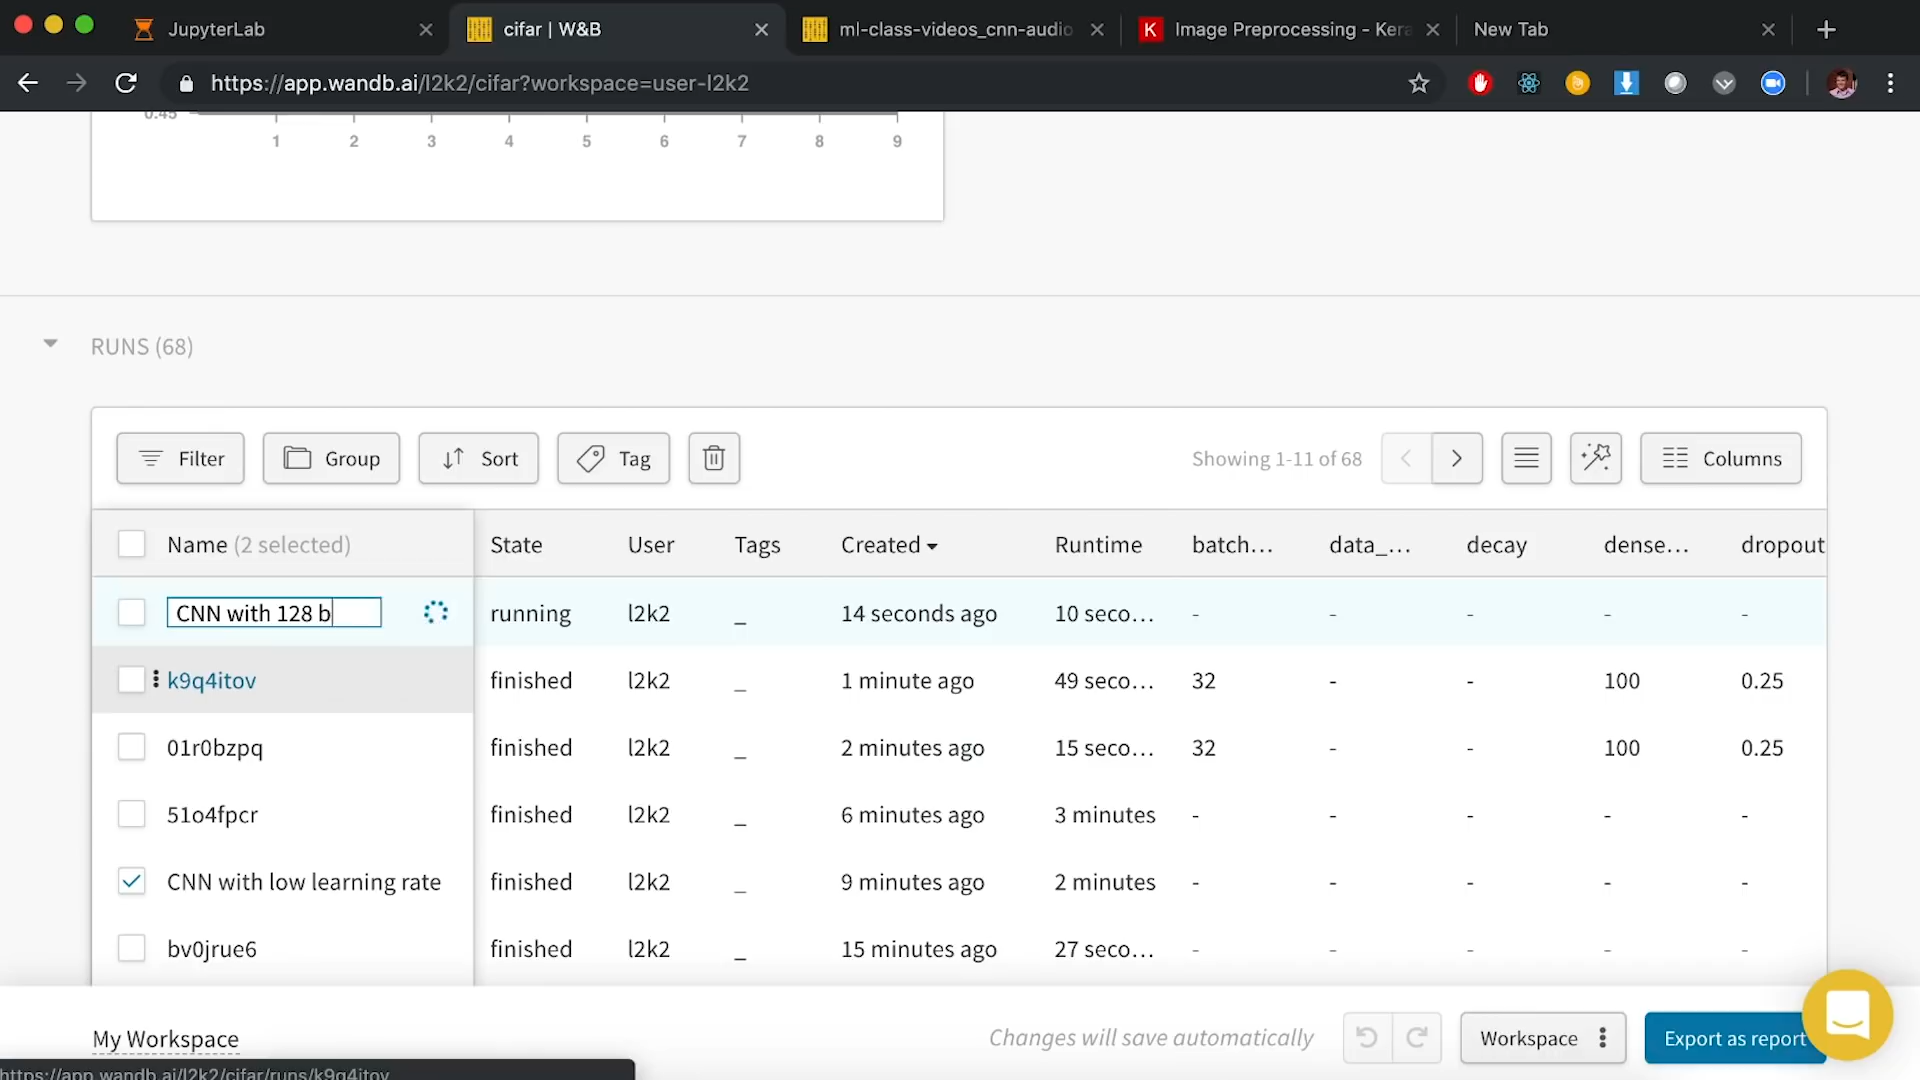 JupyterLab
cifar | W&B
ml-class-videos_cnn-audio
K
Image Preprocessing - Kera
New Tab
https://app.wandb.ai/l2k2/cifar?workspace=user-l2k2
0.45
1 2 3 4 5 6 7 8 9
RUNS (68)
Filter
Group
Sort
Tag
Showing 1-11 of 68
Columns
Name (2 selected) State User Tags Created Runtime batch... data_... decay dense... dropout
CNN with 128 b running l2k2 _ 14 seconds ago 10 seco... - - - - -
k9q4itov finished l2k2 _ 1 minute ago 49 seco... 32 - - 100 0.25
01r0bzpq finished l2k2 _ 2 minutes ago 15 seco... 32 - - 100 0.25
51o4fpcr finished l2k2 _ 6 minutes ago 3 minutes - - - - -
CNN with low learning rate finished l2k2 _ 9 minutes ago 2 minutes - - - - -
bv0jrue6 finished l2k2 _ 15 minutes ago 27 seco... - - - - -
My Workspace
Changes will save automatically
Workspace
Export as report
https://app.wandb.ai/l2k2/cifar/runs/k9q4itov